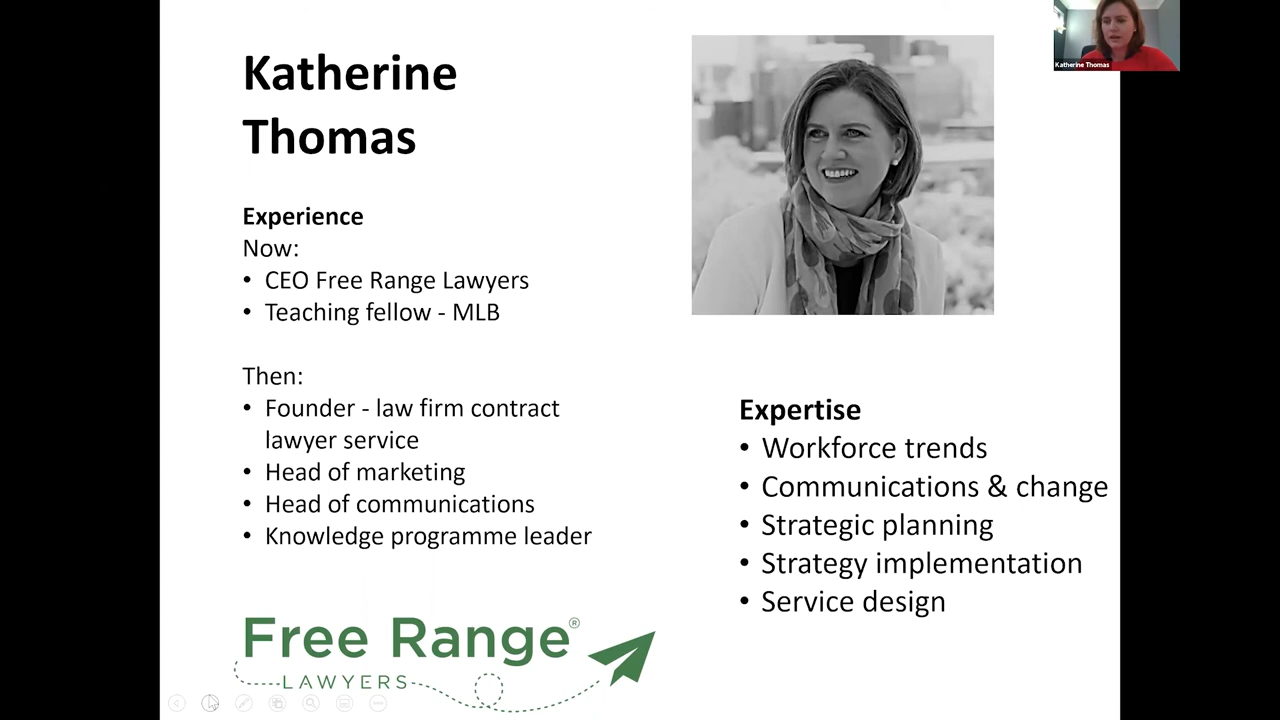 Katherine
Thomas
Experience
Now:
• CEO Free Range Lawyers
• Teaching fellow - MLB
Then:
• Founder - law firm contract
lawyer service
• Head of marketing
• Head of communications
• Knowledge programme leader
Expertise
• Workforce trends
• Communications & change
• Strategic planning
• Strategy implementation
• Service design
Free Range®
LAWYERS
Katherine Thomas